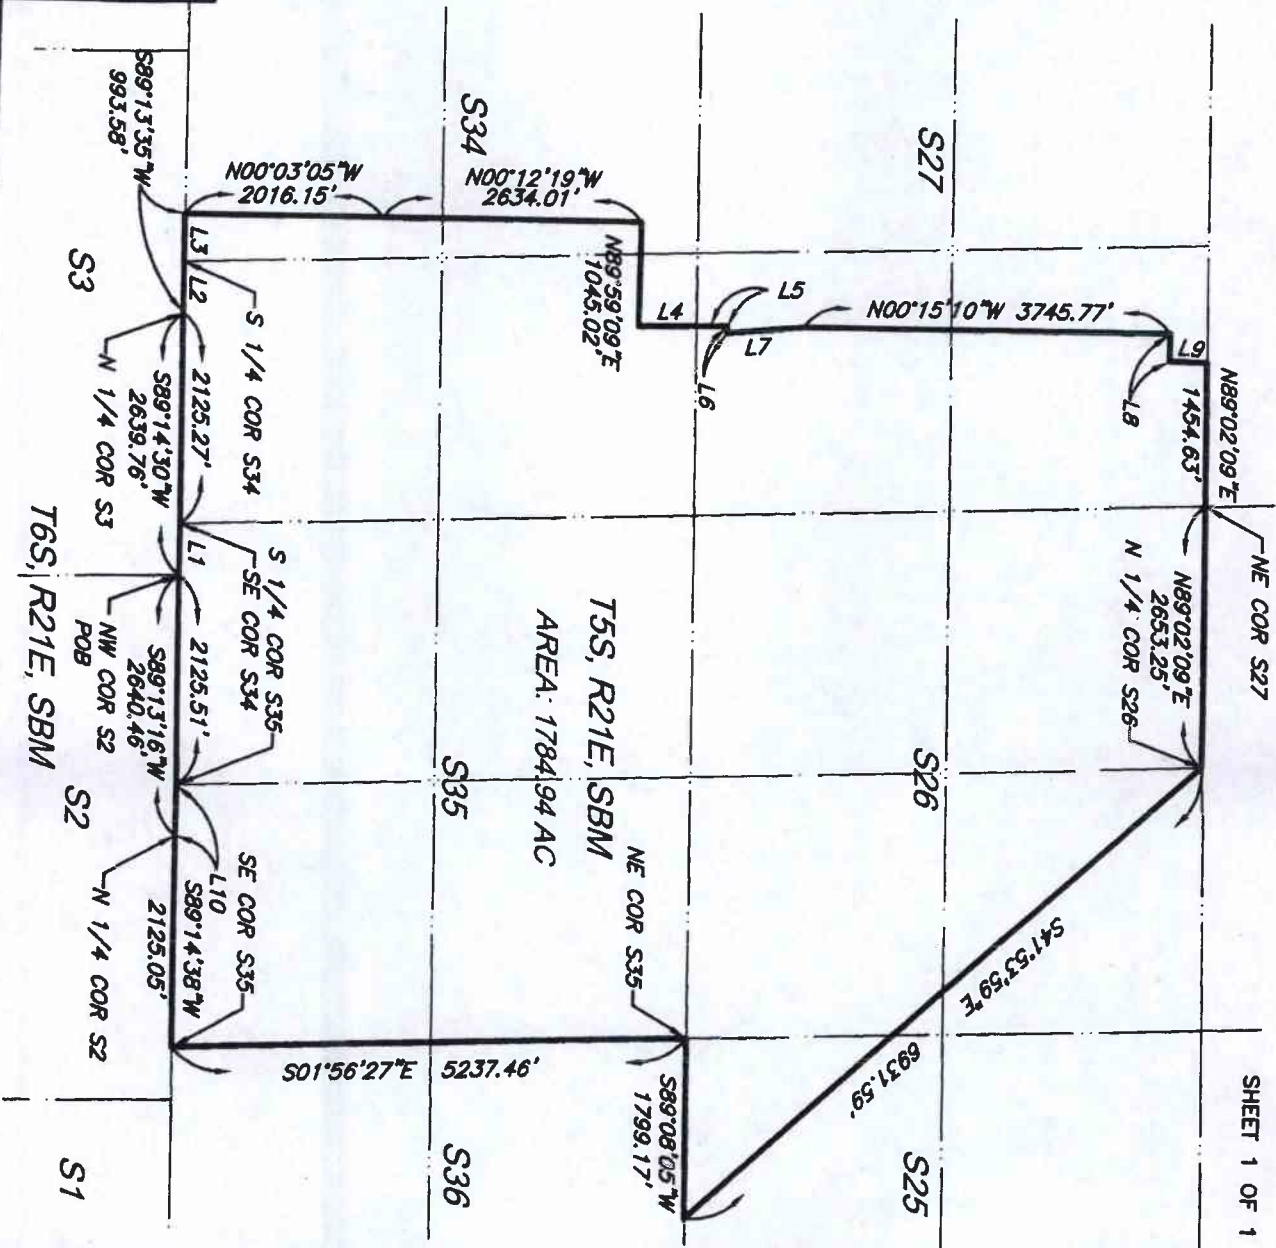 SHEET 1 OF 1
NE COR S27
N89°02'09"E
1454.63'
N89°02'09"E
2653.25'
N 1/4 COR S26
L9
L8
S27
S26
S25
N00°15'10"W 3745.77'
L7
L5
L6
L4
S41°53'59"E
6931.59'
N89°59'09"E
1045.02'
N00°12'19"W
2634.01'
N00°03'05"W
2016.15'
S34
S35
S36
T5S, R21E, SBM
AREA: 1784.94 AC
NE COR S35
S89°08'05"W
1799.17'
S01°56'27"E 5237.46'
S 1/4 COR S34
S 1/4 COR S35
SE COR S34
SE COR S35
L3
L2
2125.27'
L1
2125.51'
L10
S89°14'38"W
2125.05'
S89°13'35"W
993.58'
S89°14'30"W
2639.76'
S89°13'16"W
2640.46'
N 1/4 COR S3
NW COR S2
POB
N 1/4 COR S2
S3
S2
S1
T6S, R21E, SBM